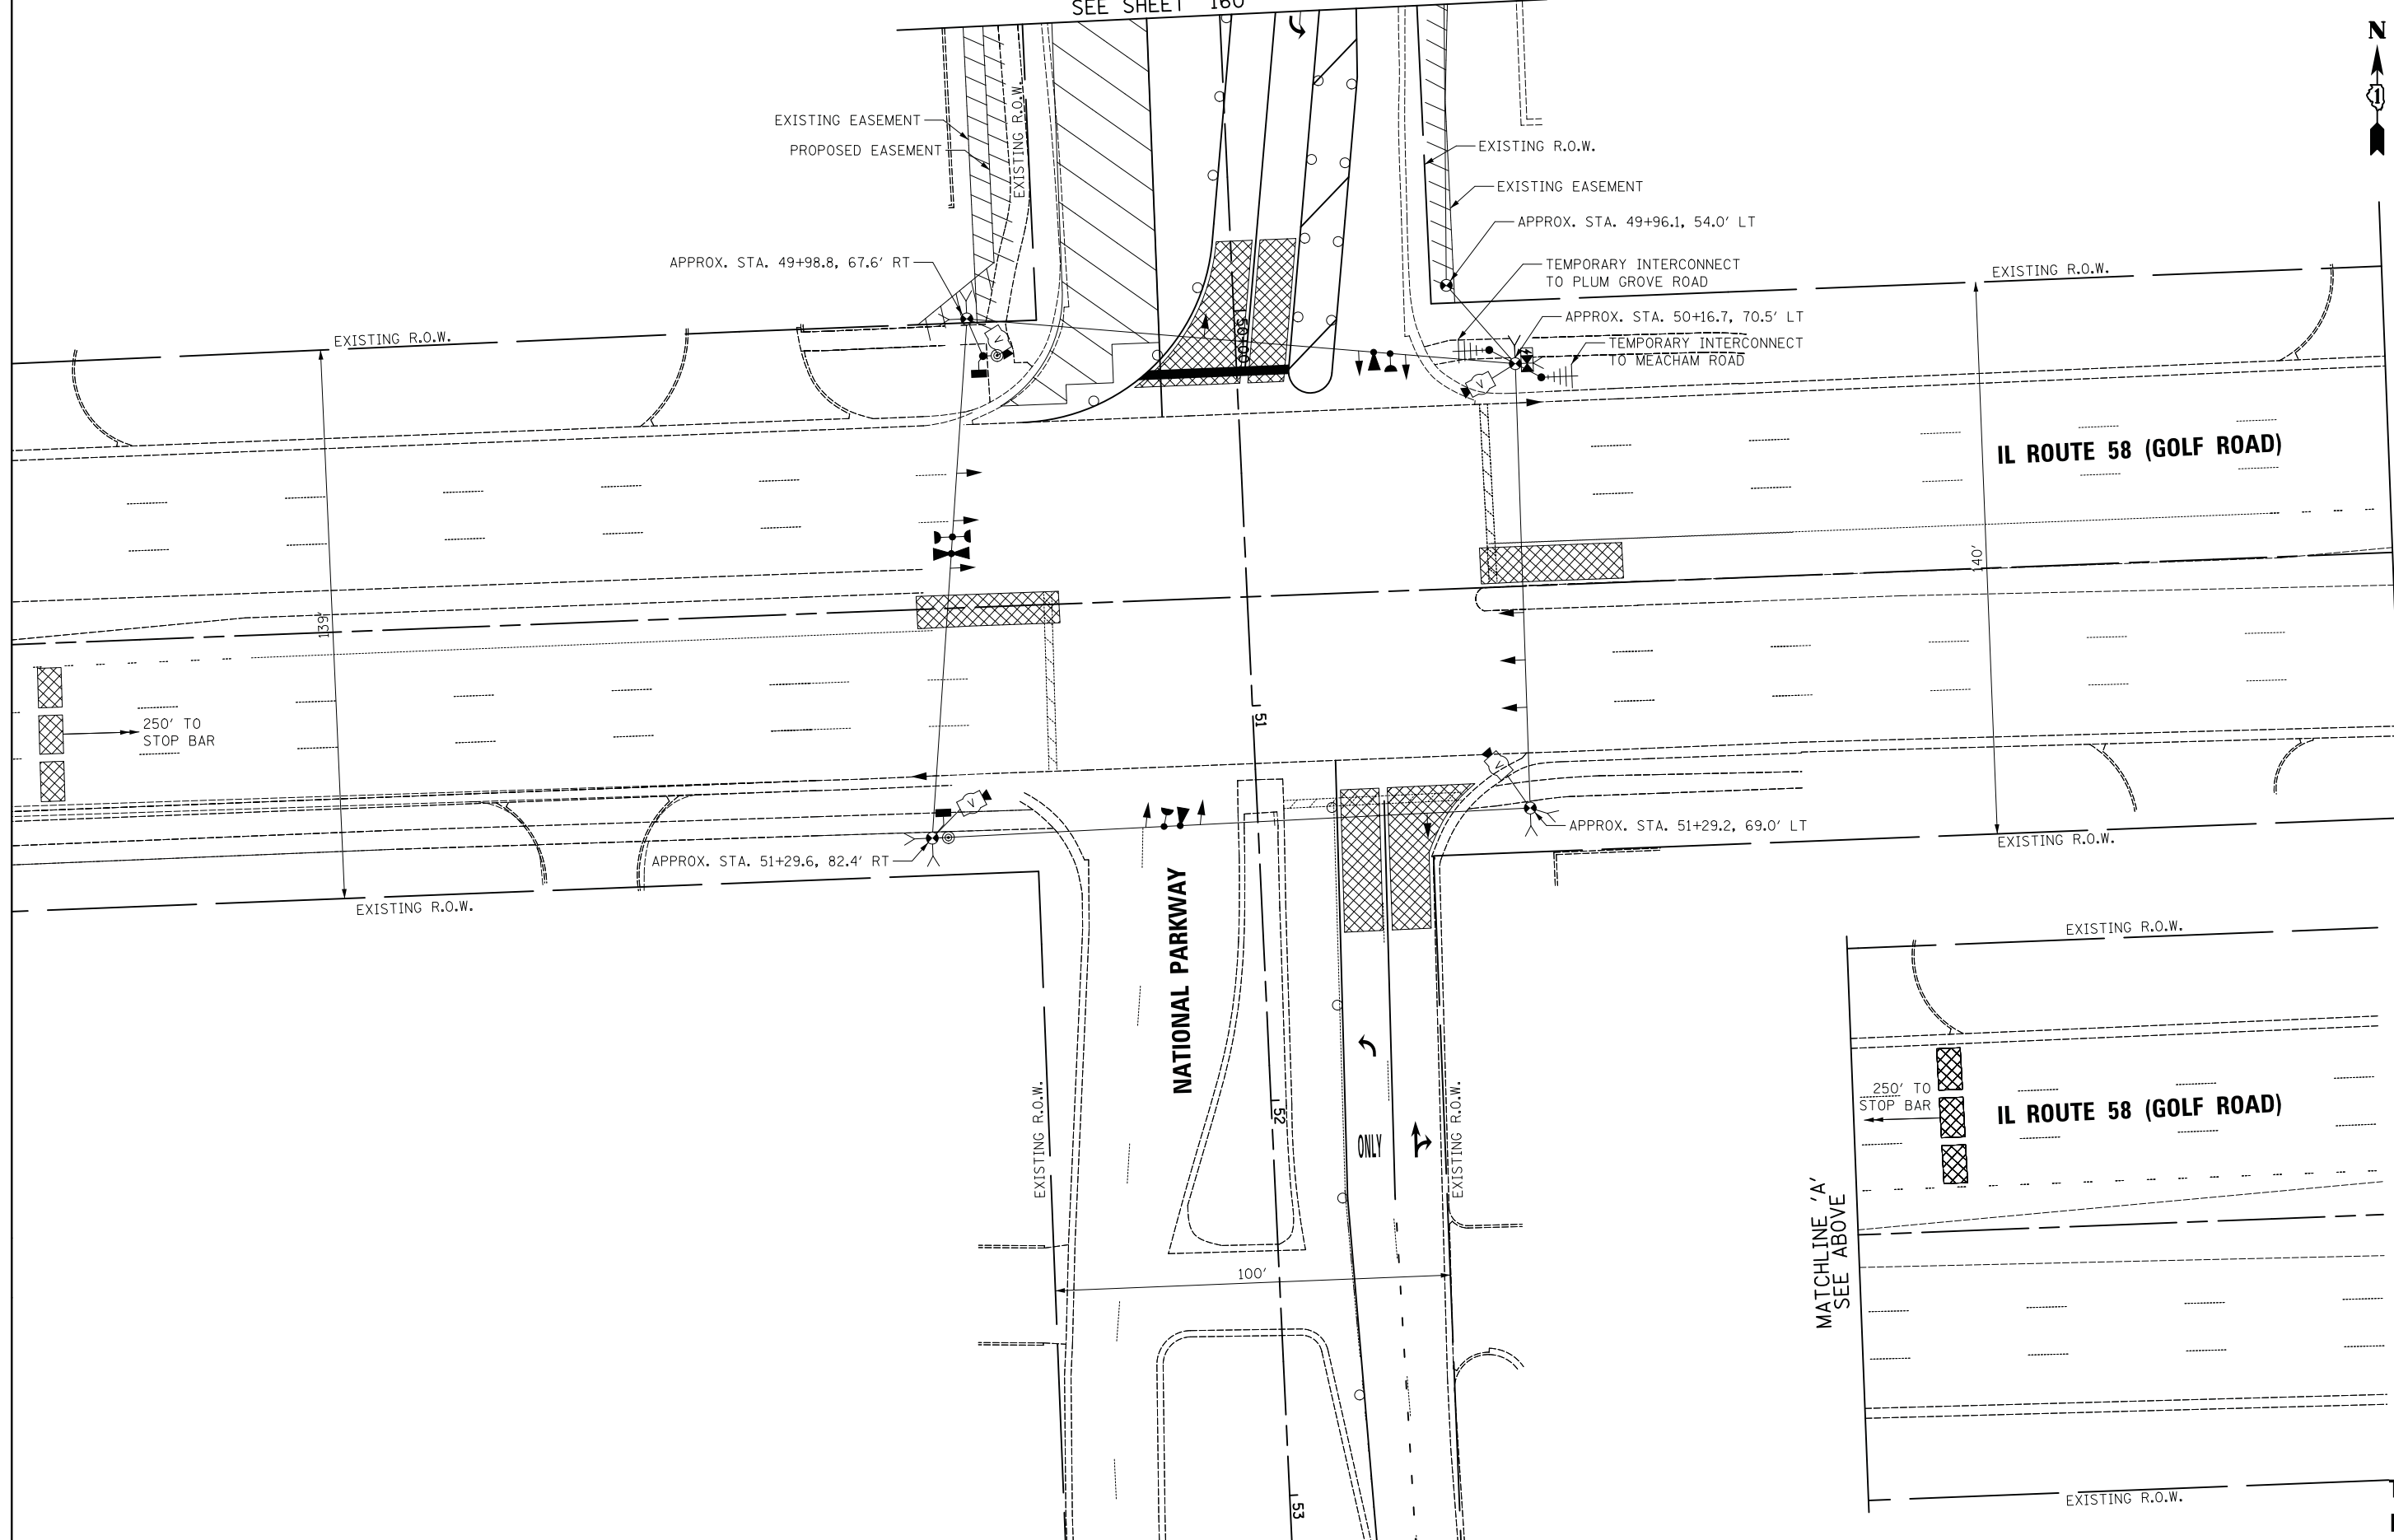 SEE SHEET 160
N
1
EXISTING EASEMENT
PROPOSED EASEMENT
EXISTING R.O.W.
EXISTING R.O.W.
EXISTING EASEMENT
APPROX. STA. 49+96.1, 54.0' LT
APPROX. STA. 49+98.8, 67.6' RT
TEMPORARY INTERCONNECT
TO PLUM GROVE ROAD
EXISTING R.O.W.
APPROX. STA. 50+16.7, 70.5' LT
TEMPORARY INTERCONNECT
TO MEACHAM ROAD
EXISTING R.O.W.
50+00
V
V
IL ROUTE 58 (GOLF ROAD)
139'
140'
250' TO
STOP BAR
51
V
V
APPROX. STA. 51+29.2, 69.0' LT
APPROX. STA. 51+29.6, 82.4' RT
EXISTING R.O.W.
EXISTING R.O.W.
NATIONAL PARKWAY
EXISTING R.O.W.
250' TO
STOP BAR
IL ROUTE 58 (GOLF ROAD)
52
ONLY
EXISTING R.O.W.
EXISTING R.O.W.
MATCHLINE 'A'
SEE ABOVE
100'
53
EXISTING R.O.W.